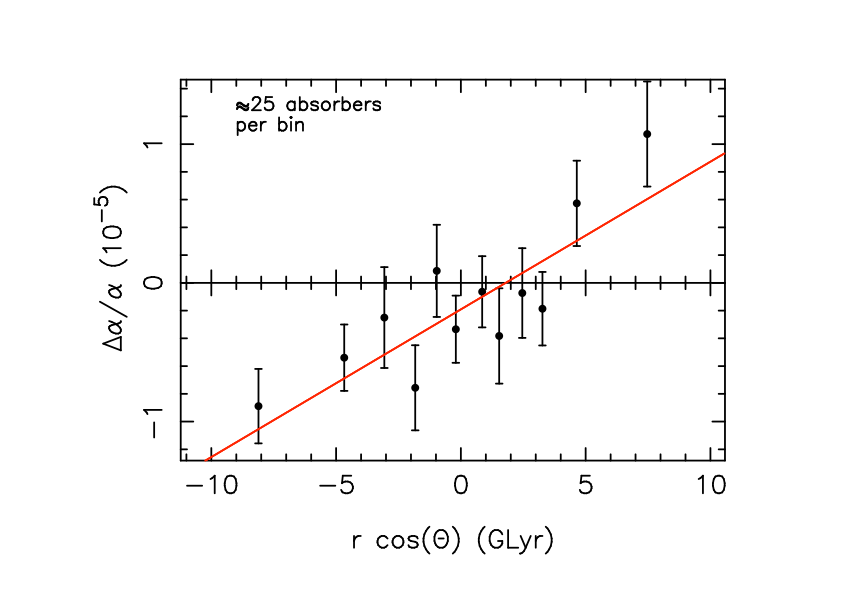 ≈25 absorbers
per bin
1
0
−1
Δα/α (10⁻⁵)
−10 −5 0 5 10
r cos(Θ) (GLyr)